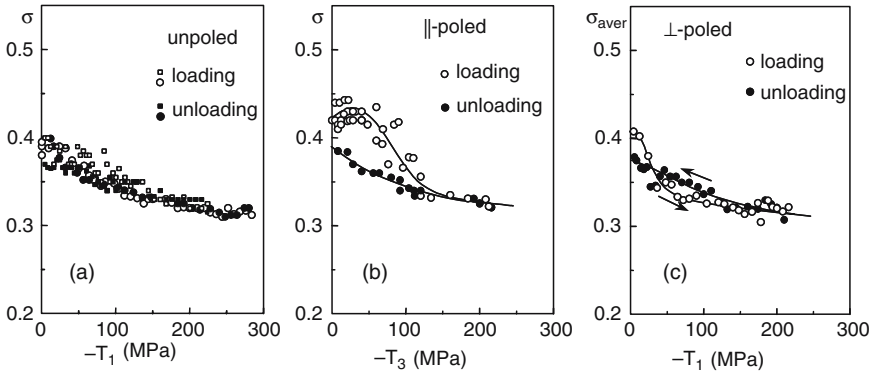 σ
unpoled
loading
unloading
0.5
0.4
0.3
0.2
(a)
0
100
200
300
–T1 (MPa)
σ
||-poled
loading
unloading
0.5
0.4
0.3
0.2
(b)
0
100
200
300
–T3 (MPa)
σaver
⊥-poled
loading
unloading
0.5
0.4
0.3
0.2
(c)
0
100
200
300
–T1 (MPa)